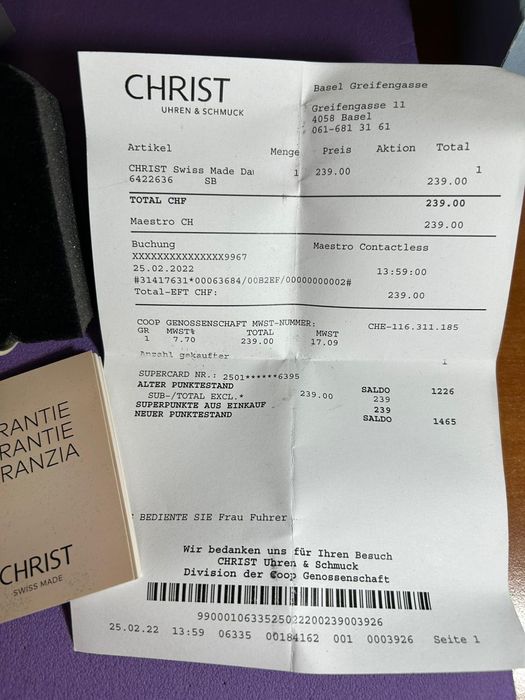 CHRIST
UHREN & SCHMUCK
Basel Greifengasse
Greifengasse 11
4058 Basel
061-681 31 61
Artikel Menge Preis Aktion Total
CHRIST Swiss Made Da 1 239.00 1
6422636 SB 239.00
TOTAL CHF 239.00
Maestro CH 239.00
Buchung Maestro Contactless
XXXXXXXXXXXXXXX9967
25.02.2022 13:59:00
#31417631*00063684/00B2EF/00000000002#
Total-EFT CHF: 239.00
COOP GENOSSENSCHAFT MWST-NUMMER: CHE-116.311.185
GR MWST% TOTAL MWST
1 7.70 239.00 17.09
Anzahl gekaufter 1
SUPERCARD NR.: 2501******6395
ALTER PUNKTESTAND SALDO 1226
SUB-/TOTAL EXCL.* 239.00 239
SUPERPUNKTE AUS EINKAUF 239
NEUER PUNKTESTAND SALDO 1465
BEDIENTE SIE Frau Fuhrer
Wir bedanken uns für Ihren Besuch
CHRIST Uhren & Schmuck
Division der Coop Genossenschaft
9900010633525022200239003926
25.02.22 13:59 06335 00184162 001 0003926 Seite 1
RANTIE
RANTIE
RANZIA
CHRIST
SWISS MADE